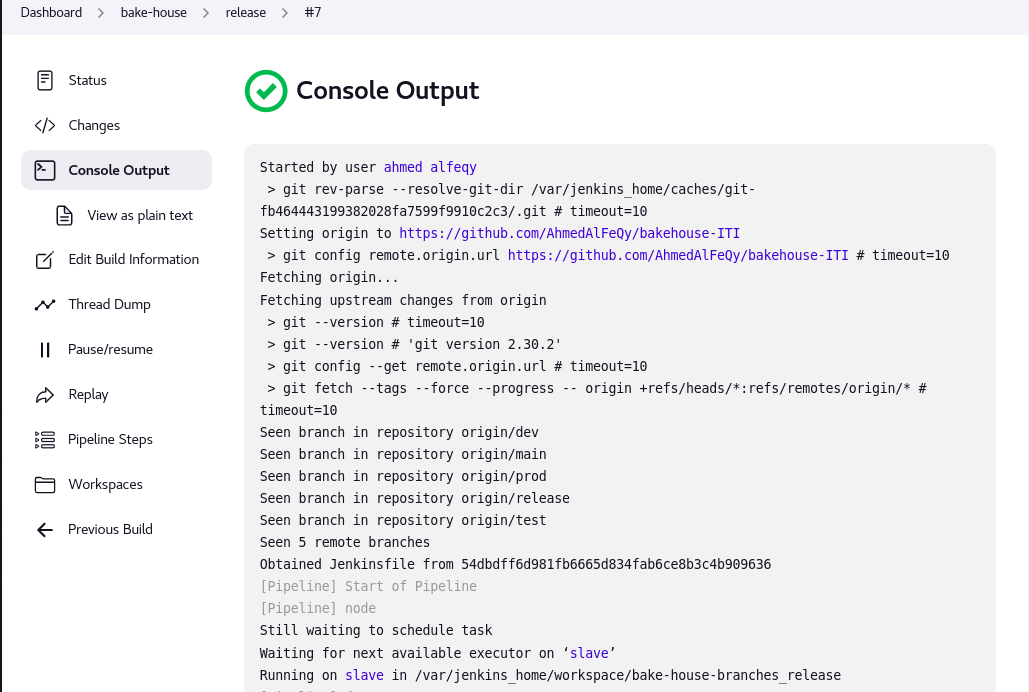 Dashboard > bake-house > release > #7
Status
Changes
Console Output
View as plain text
Edit Build Information
Thread Dump
Pause/resume
Replay
Pipeline Steps
Workspaces
Previous Build
Console Output
Started by user ahmed alfeqy
> git rev-parse --resolve-git-dir /var/jenkins_home/caches/git-
fb464443199382028fa7599f9910c2c3/.git # timeout=10
Setting origin to https://github.com/AhmedAlFeQy/bakehouse-ITI
> git config remote.origin.url https://github.com/AhmedAlFeQy/bakehouse-ITI # timeout=10
Fetching origin...
Fetching upstream changes from origin
> git --version # timeout=10
> git --version # 'git version 2.30.2'
> git config --get remote.origin.url # timeout=10
> git fetch --tags --force --progress -- origin +refs/heads/*:refs/remotes/origin/* #
timeout=10
Seen branch in repository origin/dev
Seen branch in repository origin/main
Seen branch in repository origin/prod
Seen branch in repository origin/release
Seen branch in repository origin/test
Seen 5 remote branches
Obtained Jenkinsfile from 54dbdff6d981fb6665d834fab6ce8b3c4b909636
[Pipeline] Start of Pipeline
[Pipeline] node
Still waiting to schedule task
Waiting for next available executor on ‘slave’
Running on slave in /var/jenkins_home/workspace/bake-house-branches_release